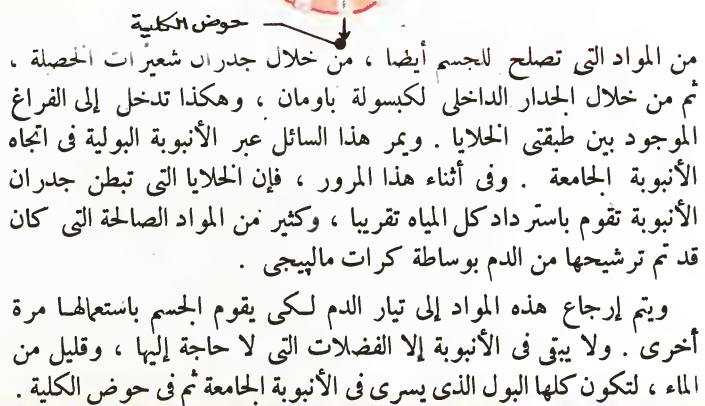 حوض الكلية
من المواد التى تصلح للجسم أيضا ، من خلال جدران شعيرات الخصلة ،
ثم من خلال الجدار الداخلى لكبسولة باومان ، وهكذا تدخل إلى الفراغ
الموجود بين طبقتى الخلايا . ويمر هذا السائل عبر الأنبوبة البولية فى اتجاه
الأنبوبة الجامعة . وفى أثناء هذا المرور ، فإن الخلايا التى تبطن جدران
الأنبوبة تقوم باسترداد كل المياه تقريبا ، وكثير من المواد الصالحة التى كان
قد تم ترشيحها من الدم بوساطة كرات مالپيجى .
ويتم إرجاع هذه المواد إلى تيار الدم لكى يقوم الجسم باستعمالها مرة
أخرى . ولا يبقى فى الأنبوبة إلا الفضلات التى لا حاجة إليها ، وقليل من
الماء ، لتكون كلها البول الذى يسرى فى الأنبوبة الجامعة ثم فى حوض الكلية .